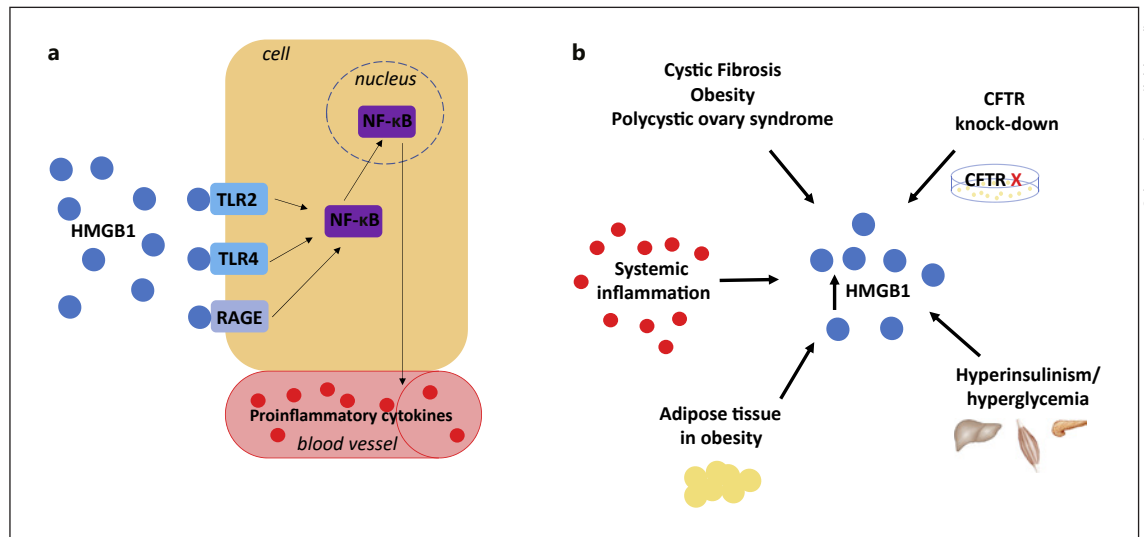 a
cell
nucleus
NF-κB
TLR2
NF-κB
HMGB1
TLR4
RAGE
Proinflammatory cytokines
blood vessel
b
Cystic Fibrosis
Obesity
Polycystic ovary syndrome
CFTR
knock-down
CFTR X
Systemic
inflammation
HMGB1
Hyperinsulinism/
hyperglycemia
Adipose tissue
in obesity